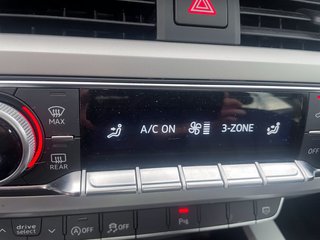 MAX
A/C ON 3-ZONE
REAR
OFF
drive select
OFF
OFF